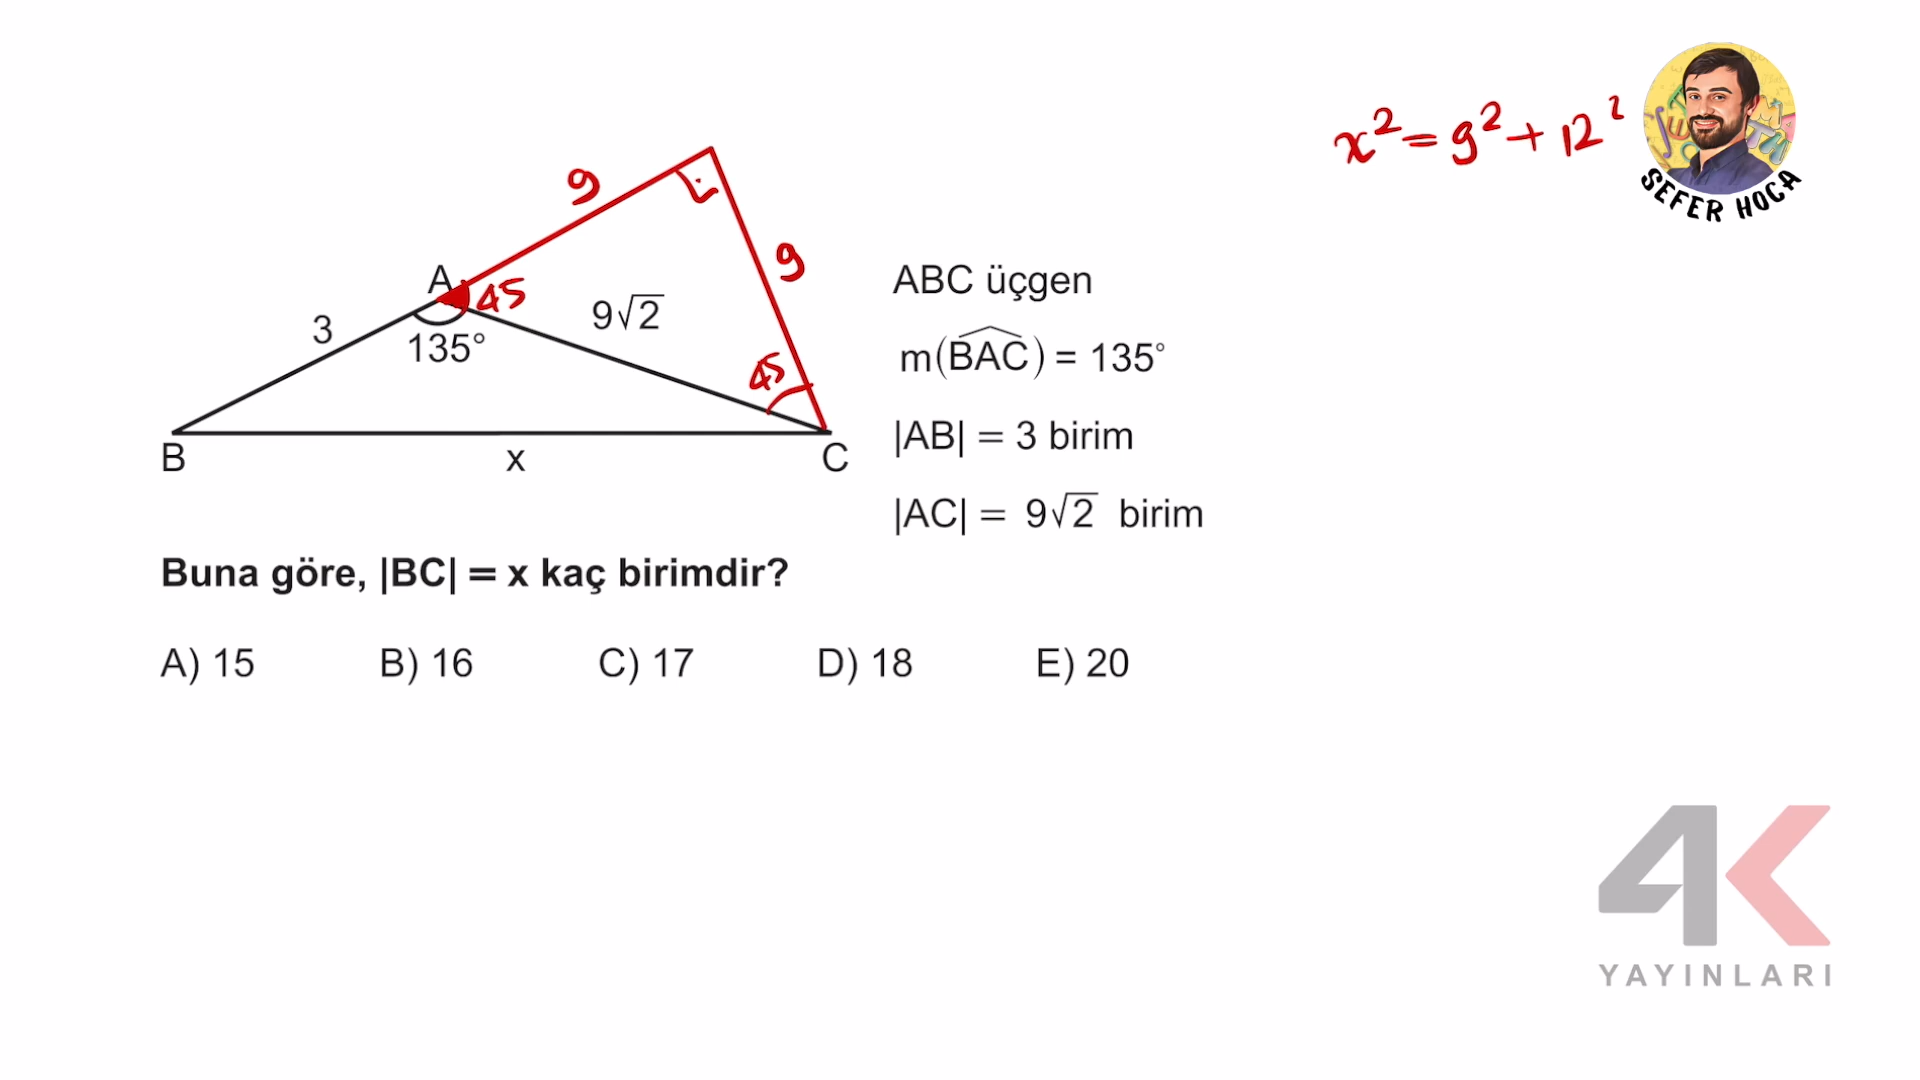 x² = 9² + 12²
SEFER HOCA
9
9
A
45
3
135°
9√2
45
B
x
C
ABC üçgen
m(BAC) = 135°
|AB| = 3 birim
|AC| = 9√2 birim
Buna göre, |BC| = x kaç birimdir?
A) 15 B) 16 C) 17 D) 18 E) 20
4K
YAYINLARI